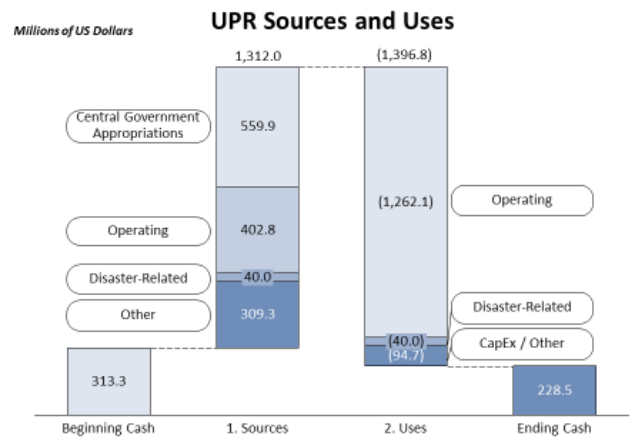 UPR Sources and Uses
Millions of US Dollars
1,312.0
(1,396.8)
Central Government
Appropriations
559.9
Operating
402.8
Disaster-Related
40.0
Other
309.3
(1,262.1)
Operating
(40.0)
Disaster-Related
(94.7)
CapEx / Other
313.3
228.5
Beginning Cash
1. Sources
2. Uses
Ending Cash